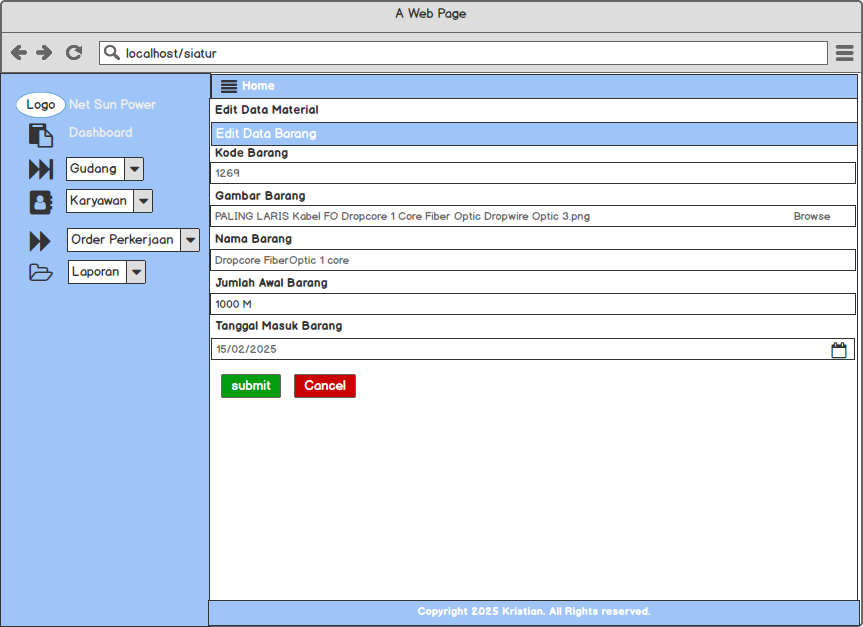 A Web Page
localhost/siatur
Home
Logo Net Sun Power
Dashboard
Gudang
Karyawan
Order Perkerjaan
Laporan
Edit Data Material
Edit Data Barang
Kode Barang
1269
Gambar Barang
PALING LARIS Kabel FO Dropcore 1 Core Fiber Optic Dropwire Optic 3.png Browse
Nama Barang
Dropcore FiberOptic 1 core
Jumlah Awal Barang
1000 M
Tanggal Masuk Barang
15/02/2025
submit Cancel
Copyright 2025 Kristian. All Rights reserved.